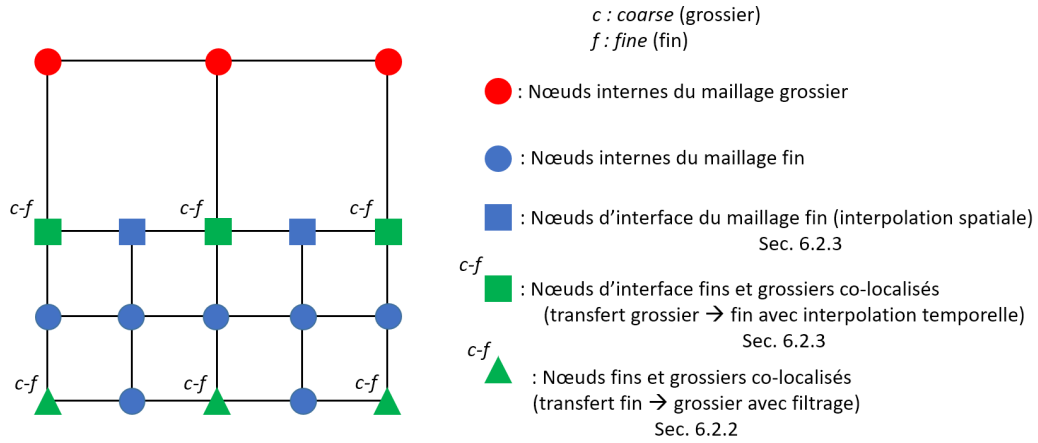 c : coarse (grossier)
f : fine (fin)
: Nœuds internes du maillage grossier
: Nœuds internes du maillage fin
c-f c-f c-f
: Nœuds d’interface du maillage fin (interpolation spatiale)
Sec. 6.2.3
c-f
: Nœuds d’interface fins et grossiers co-localisés
(transfert grossier → fin avec interpolation temporelle)
Sec. 6.2.3
c-f
c-f c-f c-f
: Nœuds fins et grossiers co-localisés
(transfert fin → grossier avec filtrage)
Sec. 6.2.2